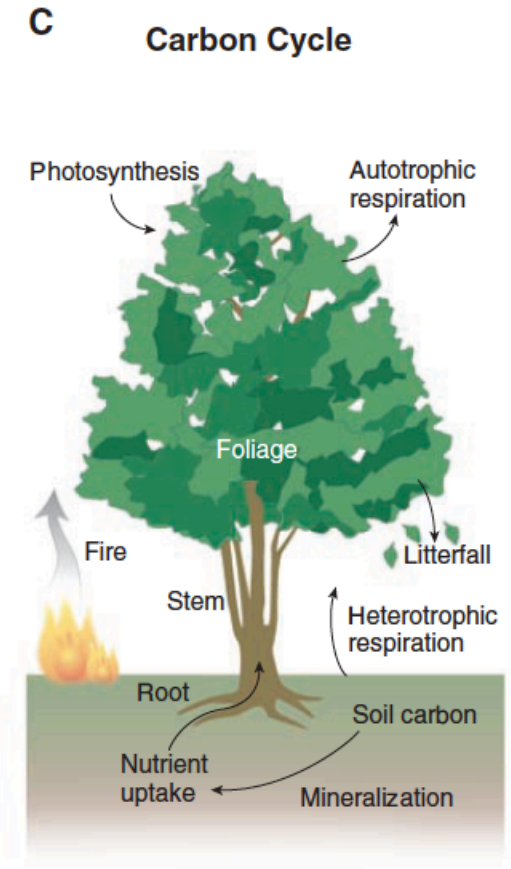 C
Carbon Cycle
Photosynthesis
Autotrophic
respiration
Foliage
Fire
Litterfall
Stem
Heterotrophic
respiration
Root
Soil carbon
Nutrient
uptake
Mineralization